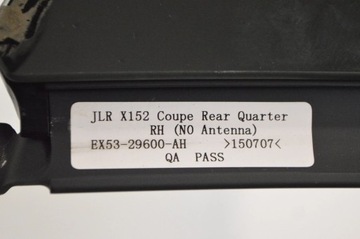 JLR X152 Coupe Rear Quarter
RH (NO Antenna)
EX53-29600-AH >150707<
QA PASS